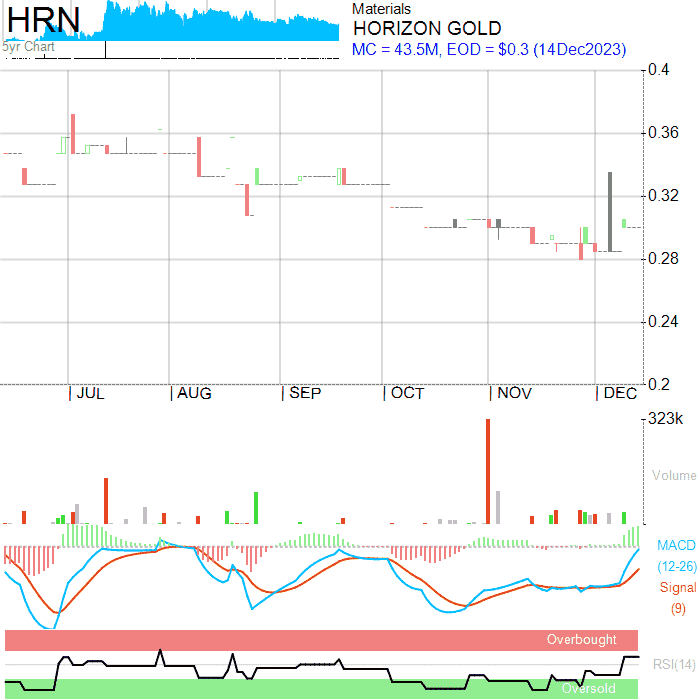 HRN
5yr Chart
Materials
HORIZON GOLD
MC = 43.5M, EOD = $0.3 (14Dec2023)
0.4
0.36
0.32
0.28
0.24
0.2
JUL AUG SEP OCT NOV DEC
323k
Volume
MACD
(12-26)
Signal
(9)
Overbought
RSI(14)
Oversold